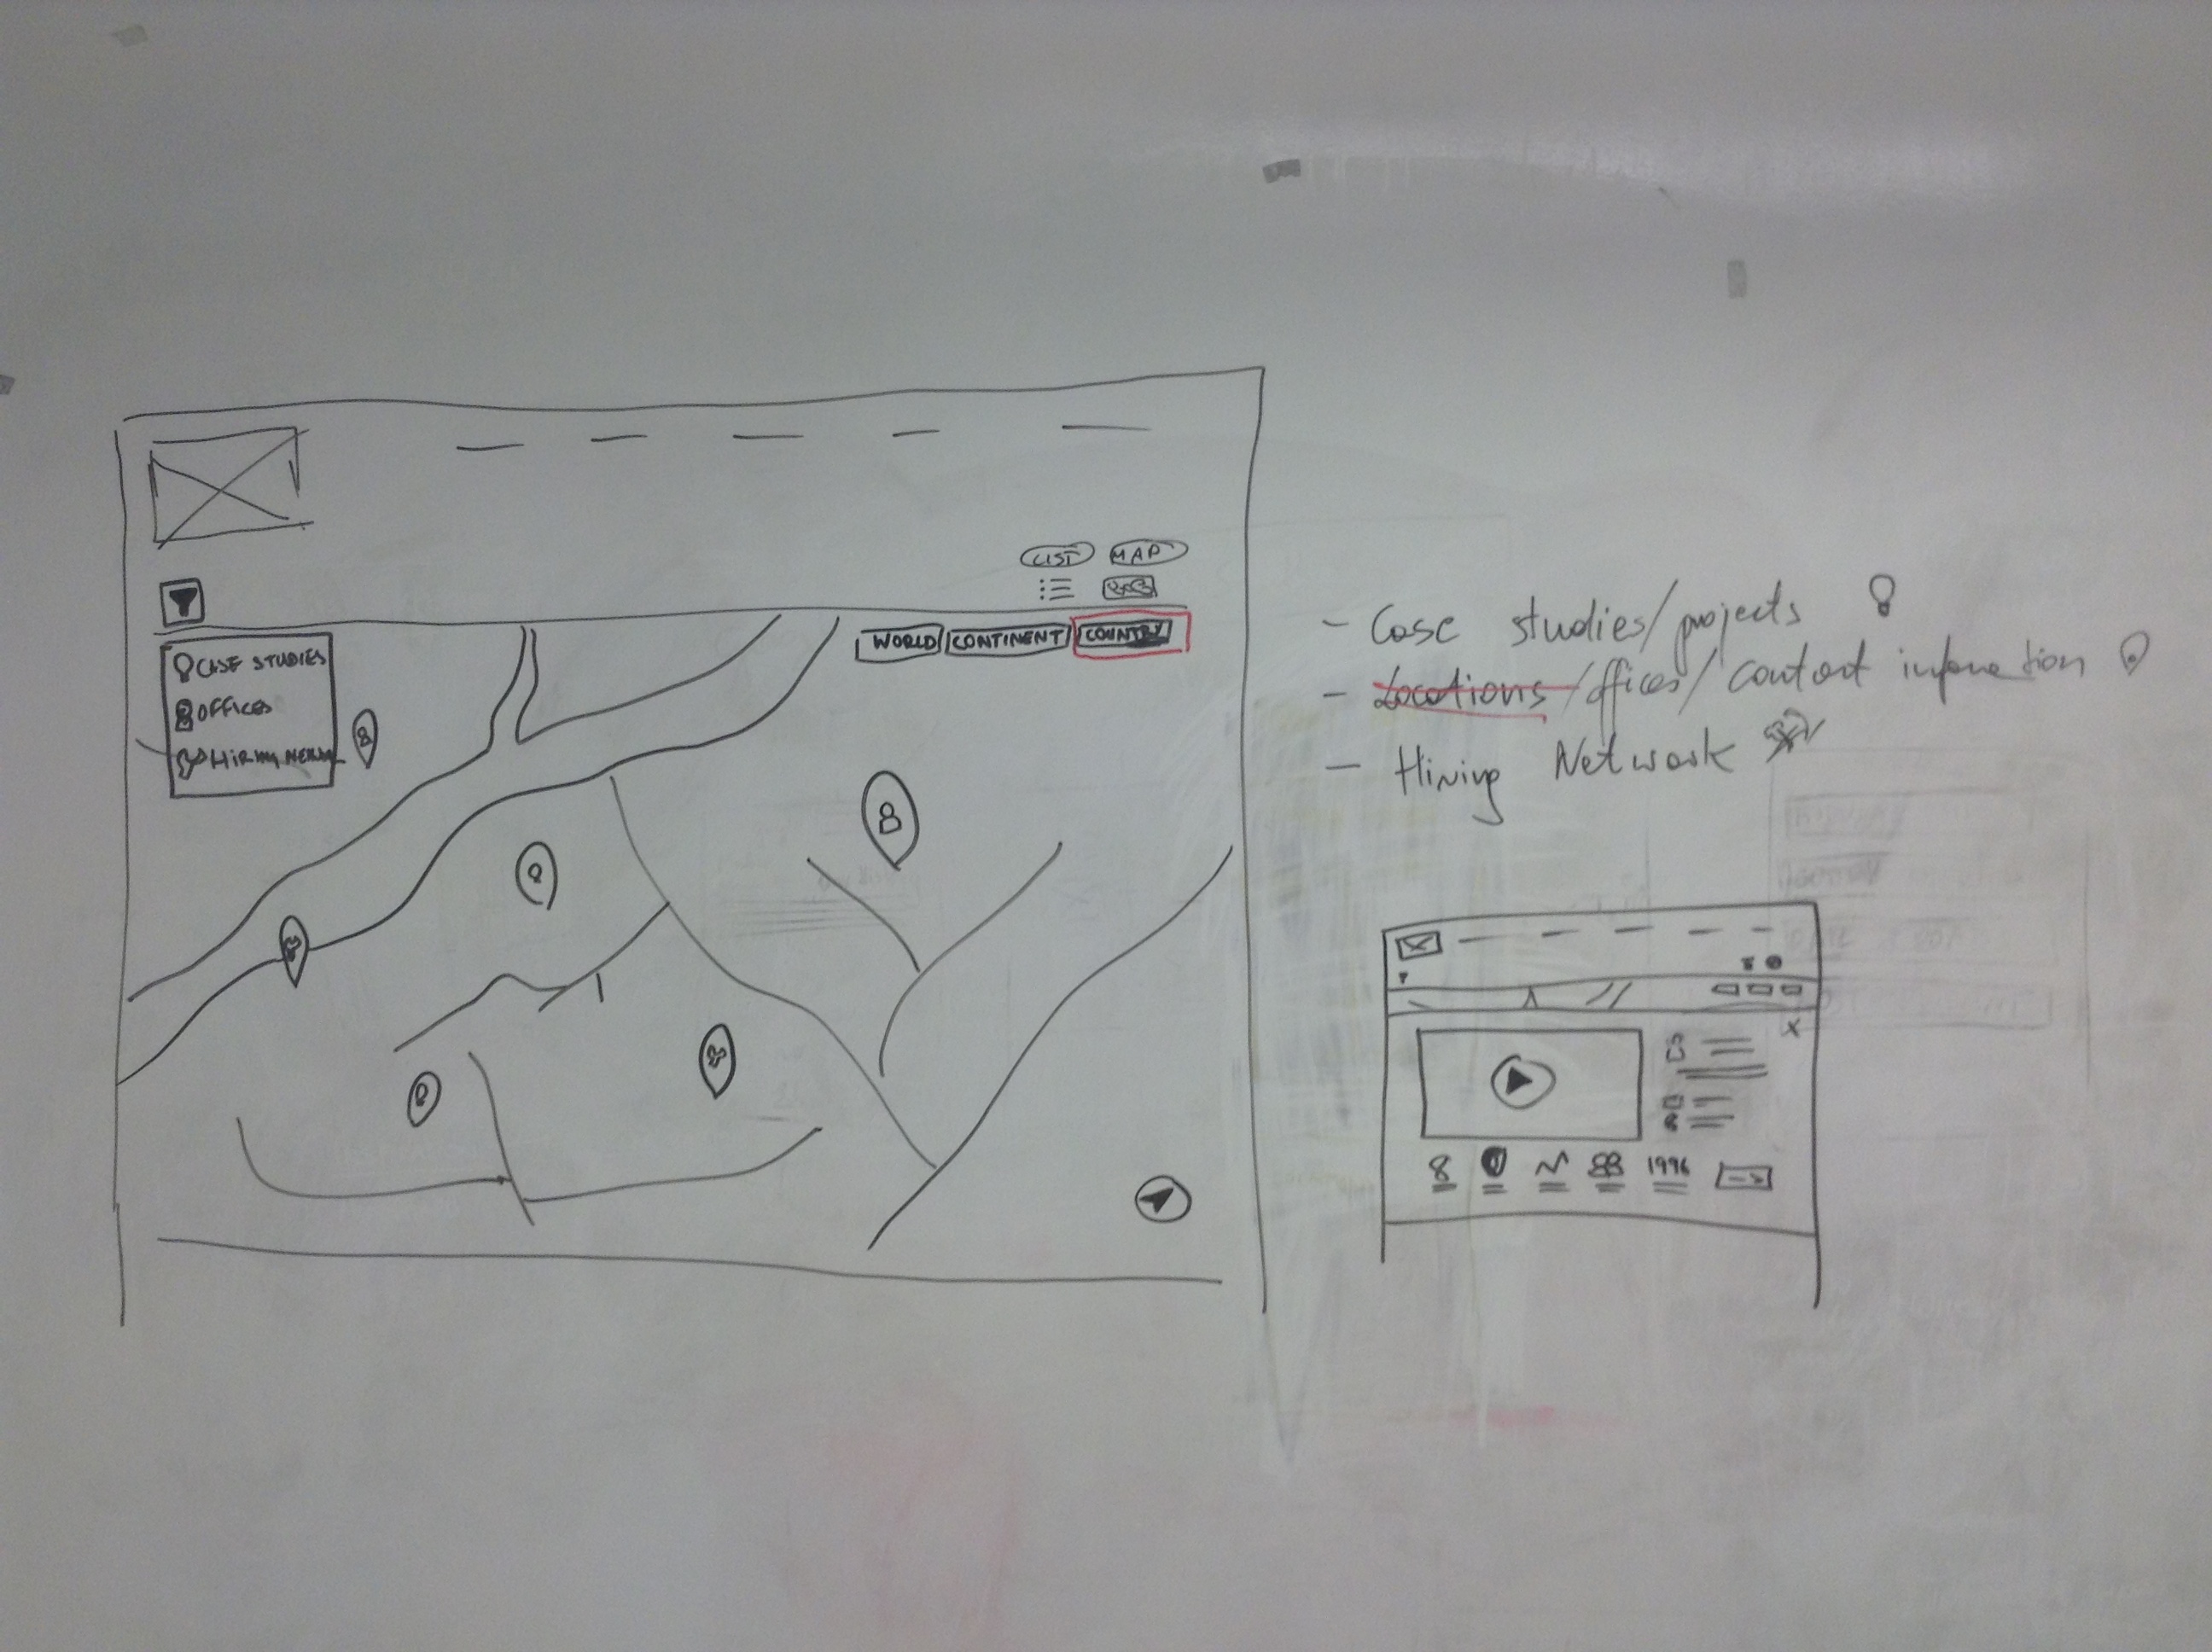 LIST MAP
WORLD CONTINENT COUNTRY
CASE STUDIES
OFFICES
HIRING
- Case studies/projects
- Locations/offices/contact information
- Hiring Network
1996